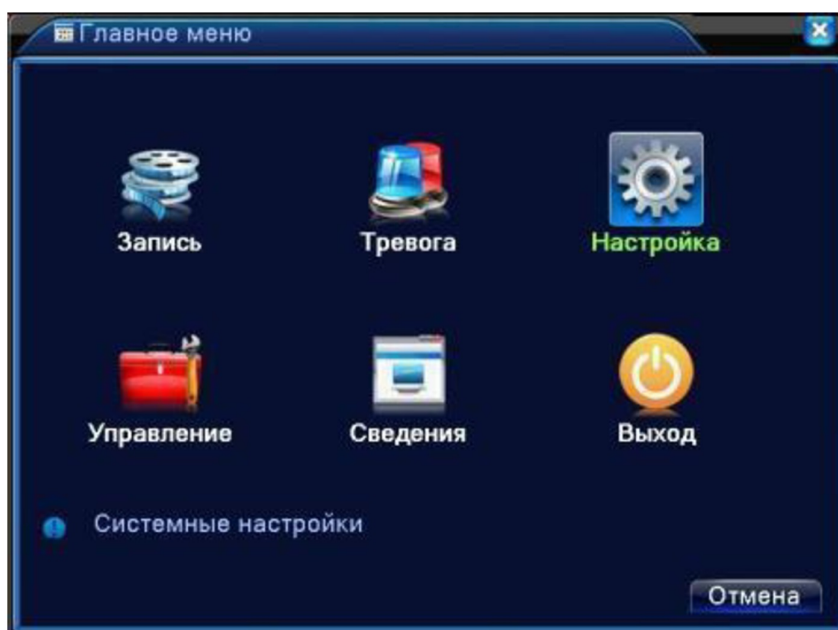 Главное меню
Запись
Тревога
Настройка
Управление
Сведения
Выход
Системные настройки
Отмена